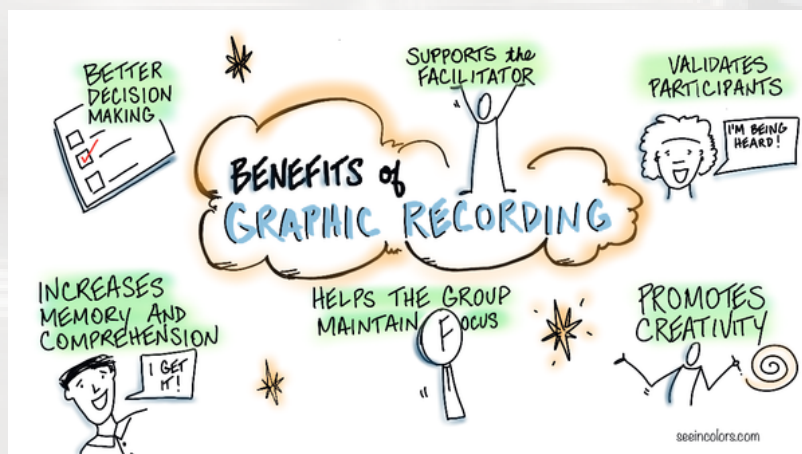 BETTER
DECISION
MAKING
SUPPORTS the
FACILITATOR
VALIDATES
PARTICIPANTS
I'M BEING
HEARD!
BENEFITS of
GRAPHIC RECORDING
INCREASES
MEMORY AND
COMPREHENSION
I GET
IT!
HELPS THE GROUP
MAINTAIN FOCUS
PROMOTES
CREATIVITY
seeincolors.com